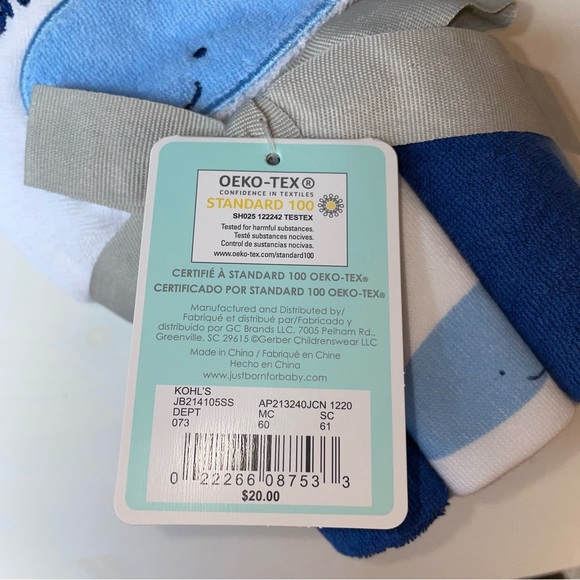 OEKO-TEX®
CONFIDENCE IN TEXTILES
STANDARD 100
SH025 122242 TESTEX
Tested for harmful substances.
Testé substances nocives.
Control de sustancias nocivas.
www.oeko-tex.com/standard100
CERTIFIÉ À STANDARD 100 OEKO-TEX®
CERTIFICADO POR STANDARD 100 OEKO-TEX®
Manufactured and Distributed by/
Fabriqué et distribué par/Fabricado y
distribuido por GC Brands LLC. 7005 Pelham Rd.,
Greenville, SC 29615 ©Gerber Childrenswear LLC
Made in China / Fabriqué en Chine
Hecho en China
www.justbornforbaby.com
KOHL'S
JB214105SS AP213240JCN 1220
DEPT MC SC
073 60 61
0 22266 08753 3
$20.00